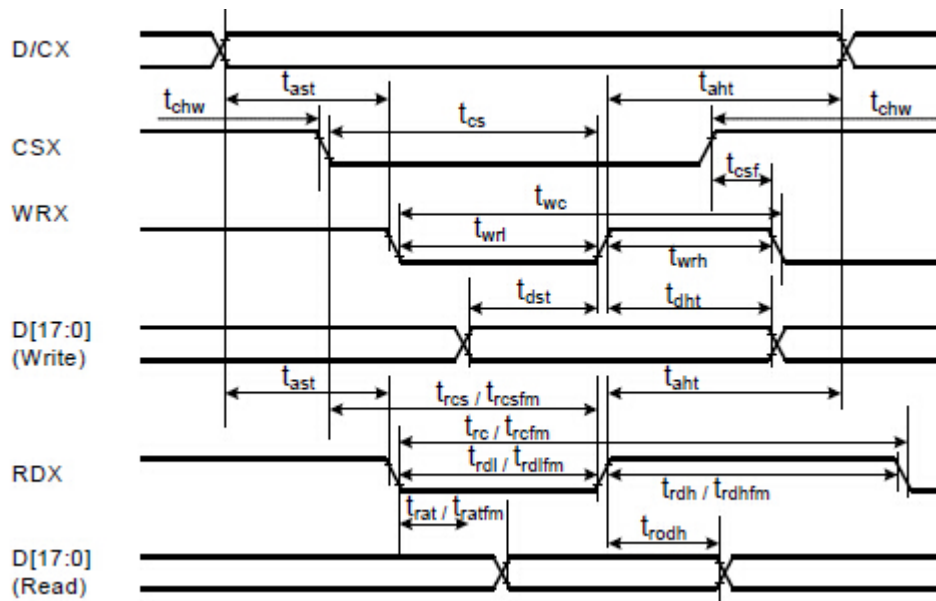 D/CX
t_ast t_aht
t_chw t_chw
t_cs
CSX
t_csf
WRX
t_wc
t_wrl
t_wrh
t_dst t_dht
D[17:0]
(Write)
t_ast t_aht
t_rcs / t_rcsfm
t_rc / t_rcfm
RDX
t_rdl / t_rdlfm
t_rdh / t_rdhfm
t_rat / t_ratfm
t_rodh
D[17:0]
(Read)